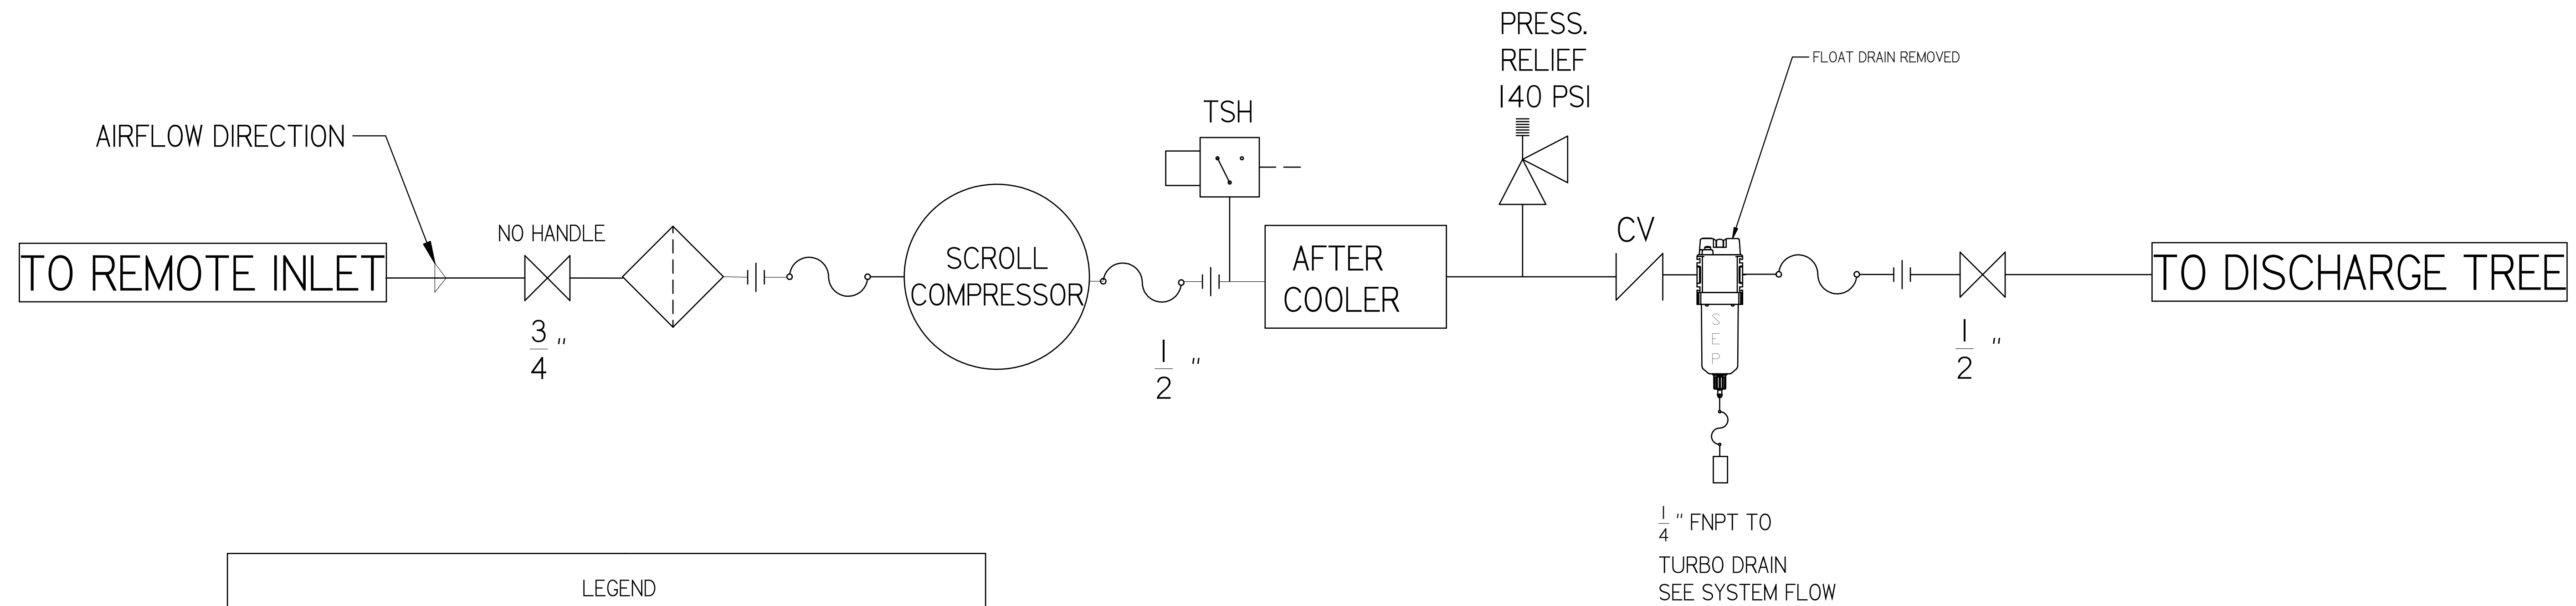 PRESS.
RELIEF
140 PSI
FLOAT DRAIN REMOVED
TSH
AIRFLOW DIRECTION
NO HANDLE
CV
TO REMOTE INLET
SCROLL
COMPRESSOR
AFTER
COOLER
TO DISCHARGE TREE
S
E
P
3/4 "
1/2 "
1/2 "
1/4 " FNPT TO
TURBO DRAIN
SEE SYSTEM FLOW
LEGEND